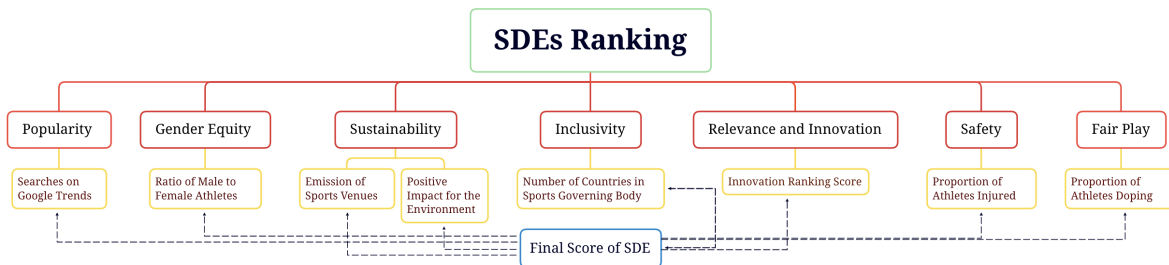 SDEs Ranking
Popularity
Gender Equity
Sustainability
Inclusivity
Relevance and Innovation
Safety
Fair Play
Searches on
Google Trends
Ratio of Male to
Female Athletes
Emission of
Sports Venues
Positive
Impact for the
Environment
Number of Countries in
Sports Governing Body
Innovation Ranking Score
Proportion of
Athletes Injured
Proportion of
Athletes Doping
Final Score of SDE